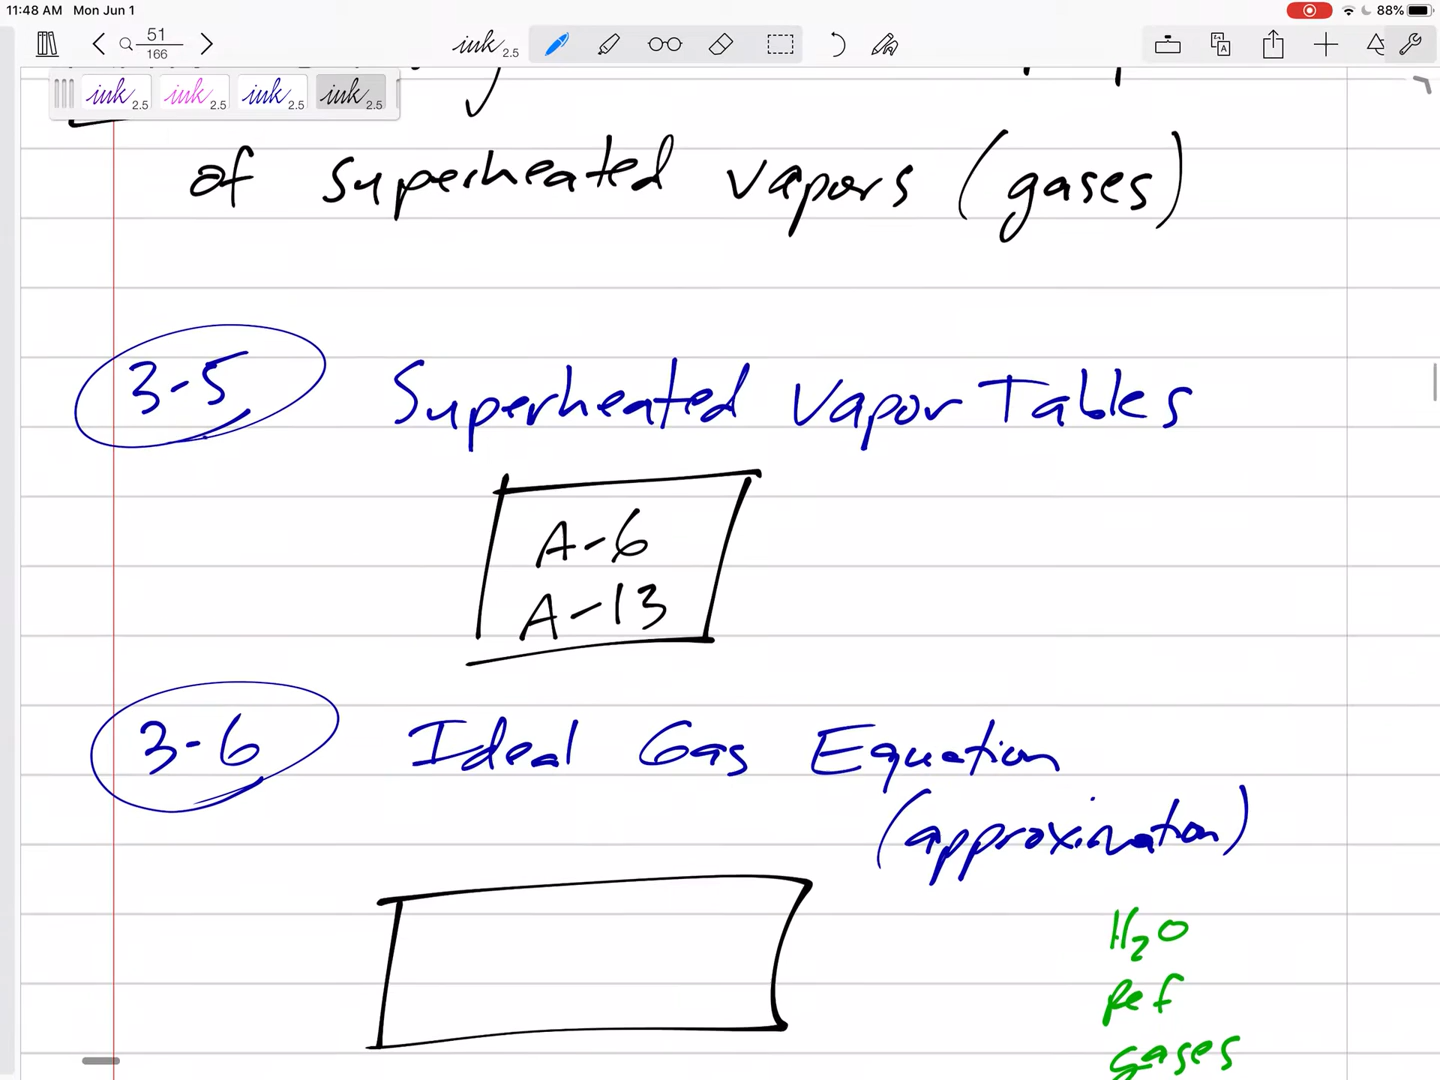 11:48 AM Mon Jun 1
88%
51
166
ink 2.5
ink 2.5
ink 2.5
ink 2.5
ink 2.5
of superheated vapors (gases)
3-5 Superheated Vapor Tables
A-6
A-13
3-6 Ideal Gas Equation
(approximation)
H2O
Ref
gases